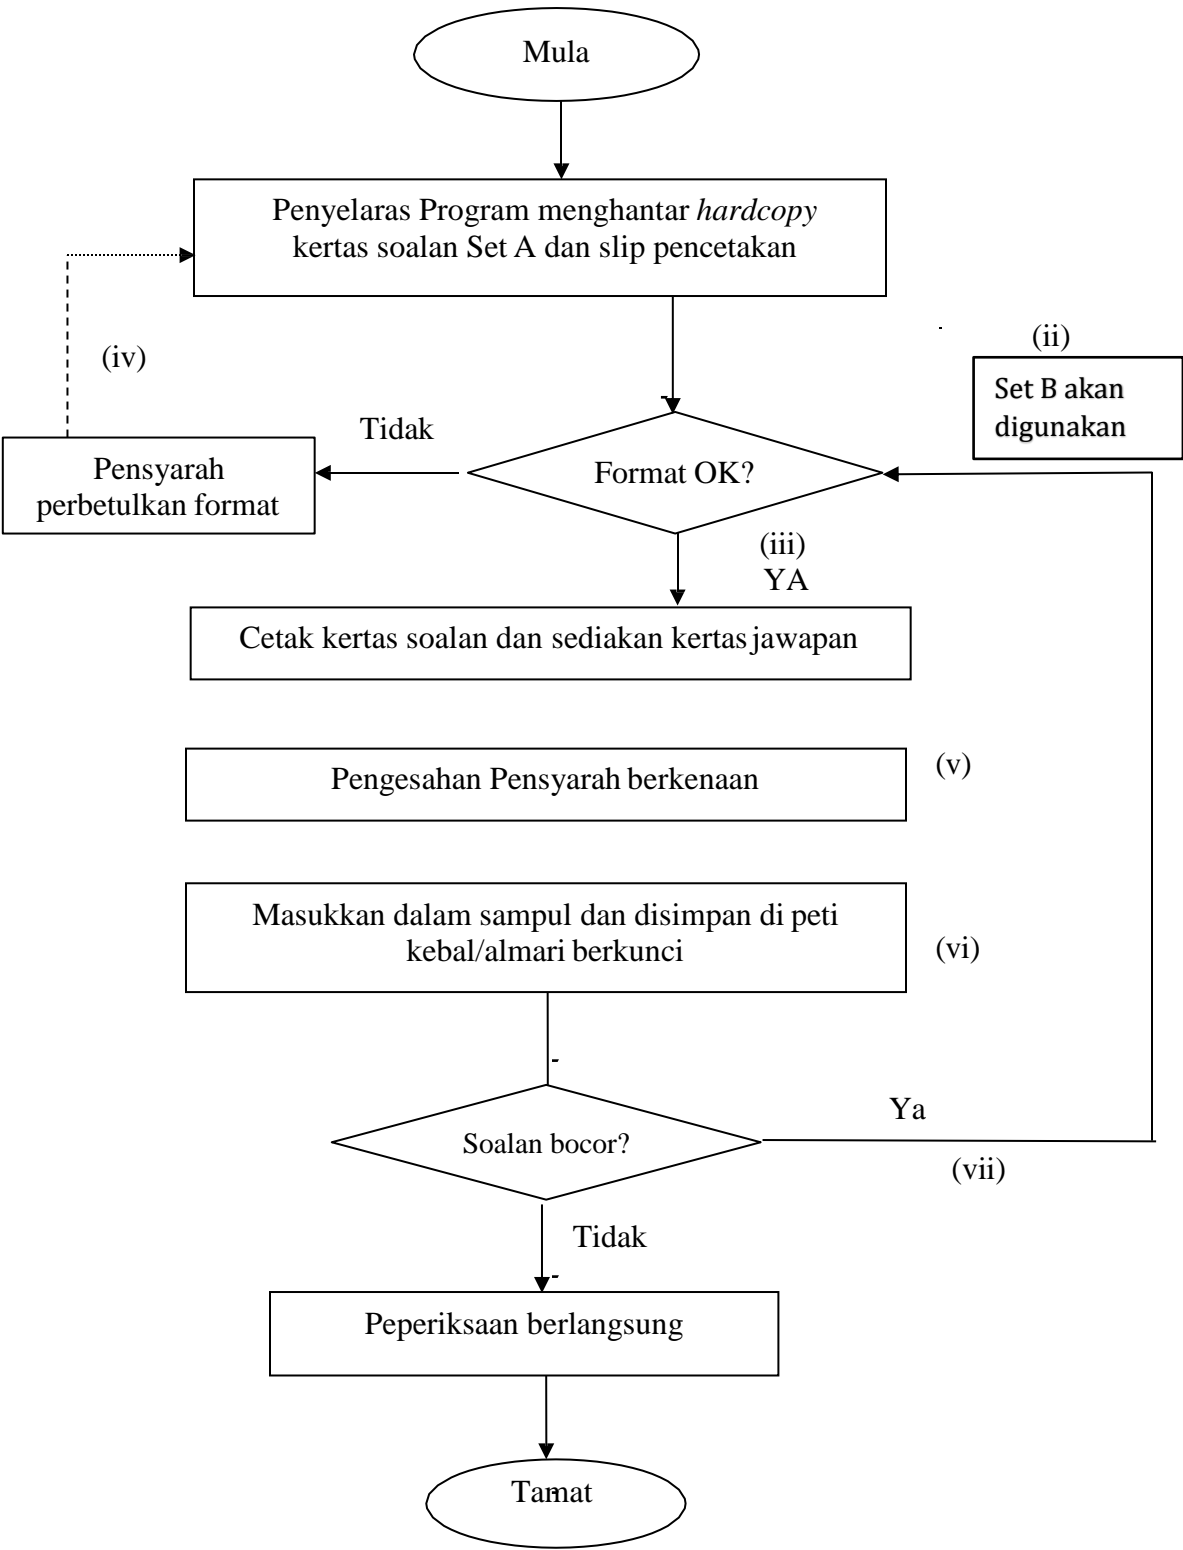 Mula
Penyelaras Program menghantar hardcopy
kertas soalan Set A dan slip pencetakan
(ii)
Set B akan
digunakan
(iv)
Tidak
Pensyarah
perbetulkan format
Format OK?
(iii)
YA
Cetak kertas soalan dan sediakan kertas jawapan
Pengesahan Pensyarah berkenaan
(v)
Masukkan dalam sampul dan disimpan di peti
kebal/almari berkunci
(vi)
Soalan bocor?
Ya
(vii)
Tidak
Peperiksaan berlangsung
Tamat